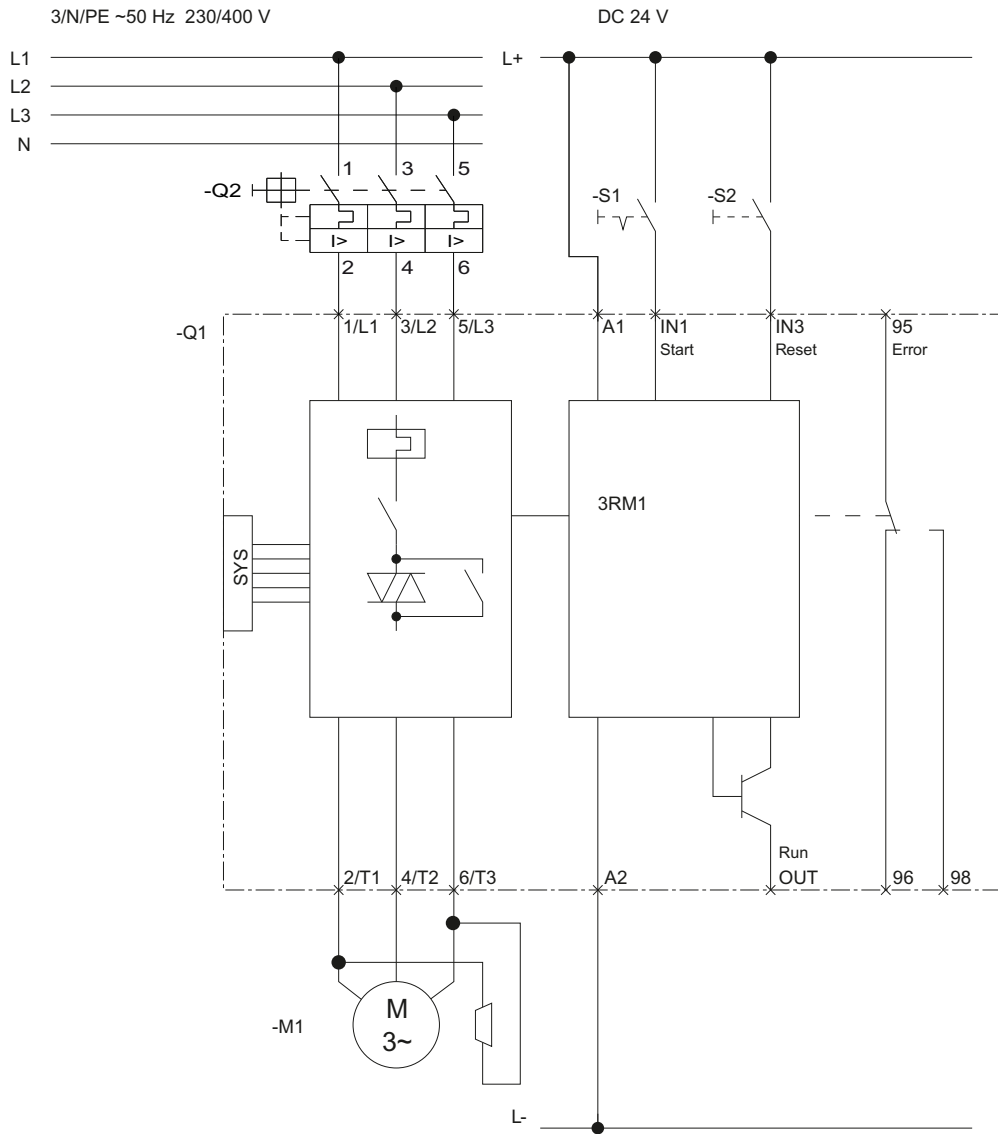 3/N/PE ~50 Hz 230/400 V
DC 24 V
L1
L+
L2
L3
N
1
3
5
-Q2
-S1
-S2
I>
I>
I>
2
4
6
-Q1
1/L1
3/L2
5/L3
A1
IN1
IN3
95
Start
Reset
Error
3RM1
SYS
Run
2/T1
4/T2
6/T3
A2
OUT
96
98
-M1
M
3~
L-